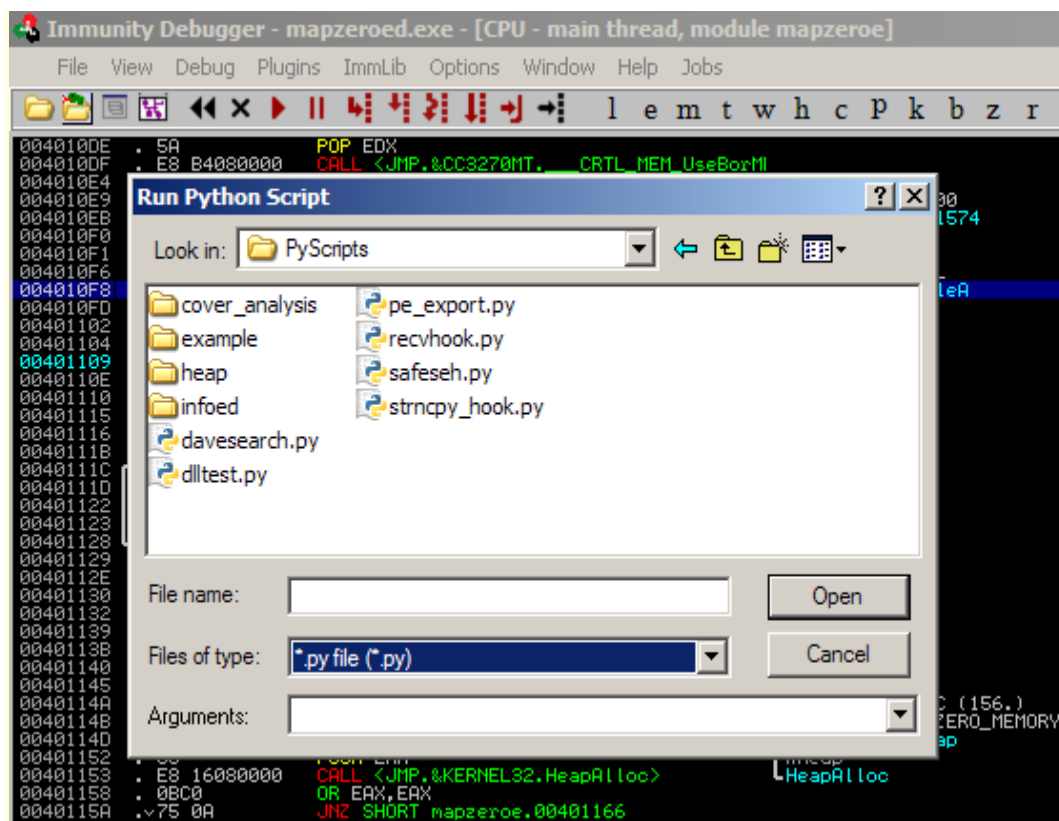 Immunity Debugger - mapzeroed.exe - [CPU - main thread, module mapzeroe]
File View Debug Plugins ImmLib Options Window Help Jobs
l e m t w h c P k b z r
004010DE . 5A POP EDX
004010DF . E8 B4080000 CALL <JMP.&CC3270MT.___CRTL_MEM_UseBorMl
004010E4
Run Python Script
004010E9 00
004010EB 1574
Look in: PyScripts
004010F0
004010F1
004010F6
004010F8 leA
004010FD
00401102
00401104
00401109
0040110E
00401110
00401115
00401116
0040111B
0040111C
0040111D
00401122
00401123
00401128
00401129
0040112E
00401130
00401132
00401139
0040113B
00401140
00401145
cover_analysis pe_export.py
example recvhook.py
heap safeseh.py
infoed strncpy_hook.py
davesearch.py
dlltest.py
File name: Open
Files of type: *.py file (*.py) Cancel
Arguments:
0040114A C (156.)
0040114B ZERO_MEMORY
0040114D ap
00401152
00401153 . E8 16080000 CALL <JMP.&KERNEL32.HeapAlloc> HeapAlloc
00401158 . 0BC0 OR EAX,EAX
0040115A .v75 0A JNZ SHORT mapzeroe.00401166